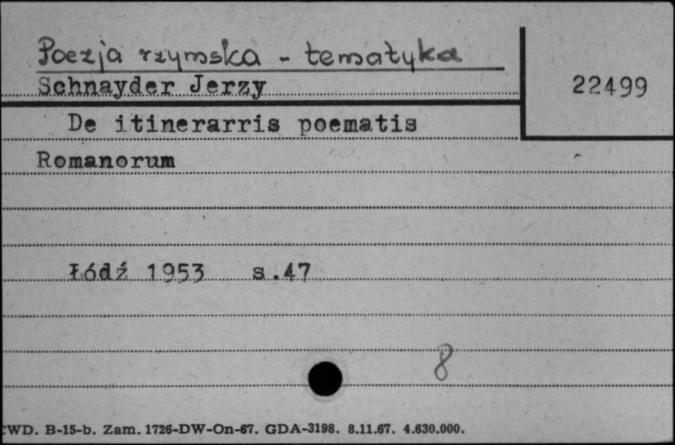 Poezja rzymska - tematyka
Schnayder Jerzy
22499
De itinerarris poematis
Romanorum
Łódź 1953 s.47
8
CWD. B-15-b. Zam. 1726-DW-On-67. GDA-3198. 8.11.67. 4.630.000.